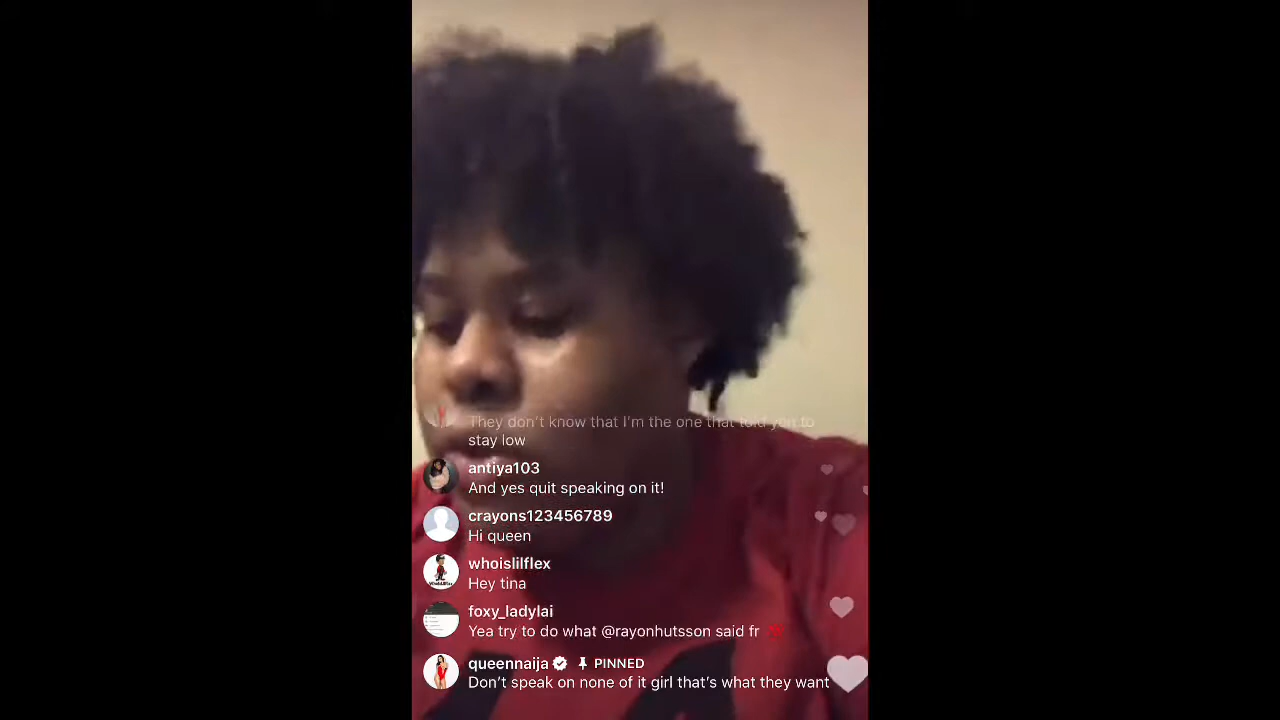 They don't know that I'm the one that told yen to
stay low
antiya103
And yes quit speaking on it!
crayons123456789
Hi queen
whoislilflex
Hey tina
foxy_ladylai
Yea try to do what @rayonhutsson said fr 💯
queennaija PINNED
Don't speak on none of it girl that's what they want